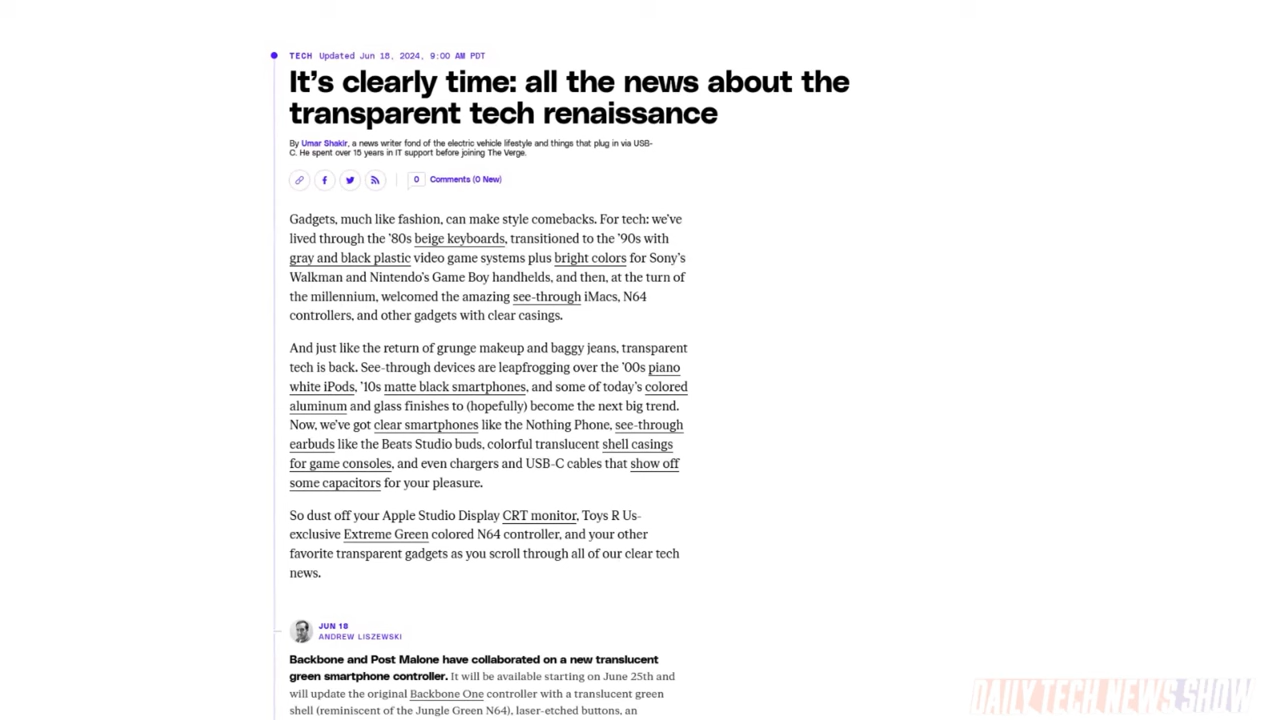 TECH Updated Jun 18, 2024, 9:00 AM PDT
It’s clearly time: all the news about the
transparent tech renaissance
By Umar Shakir, a news writer fond of the electric vehicle lifestyle and things that plug in via USB-
C. He spent over 15 years in IT support before joining The Verge.
0 Comments (0 New)
Gadgets, much like fashion, can make style comebacks. For tech: we’ve
lived through the ’80s beige keyboards, transitioned to the ’90s with
gray and black plastic video game systems plus bright colors for Sony’s
Walkman and Nintendo’s Game Boy handhelds, and then, at the turn of
the millennium, welcomed the amazing see-through iMacs, N64
controllers, and other gadgets with clear casings.
And just like the return of grunge makeup and baggy jeans, transparent
tech is back. See-through devices are leapfrogging over the ’00s piano
white iPods, ’10s matte black smartphones, and some of today’s colored
aluminum and glass finishes to (hopefully) become the next big trend.
Now, we’ve got clear smartphones like the Nothing Phone, see-through
earbuds like the Beats Studio buds, colorful translucent shell casings
for game consoles, and even chargers and USB-C cables that show off
some capacitors for your pleasure.
So dust off your Apple Studio Display CRT monitor, Toys R Us-
exclusive Extreme Green colored N64 controller, and your other
favorite transparent gadgets as you scroll through all of our clear tech
news.
JUN 18
ANDREW LISZEWSKI
Backbone and Post Malone have collaborated on a new translucent
green smartphone controller. It will be available starting on June 25th and
will update the original Backbone One controller with a translucent green
shell (reminiscent of the Jungle Green N64), laser-etched buttons, an
DAILY TECH NEWS SHOW